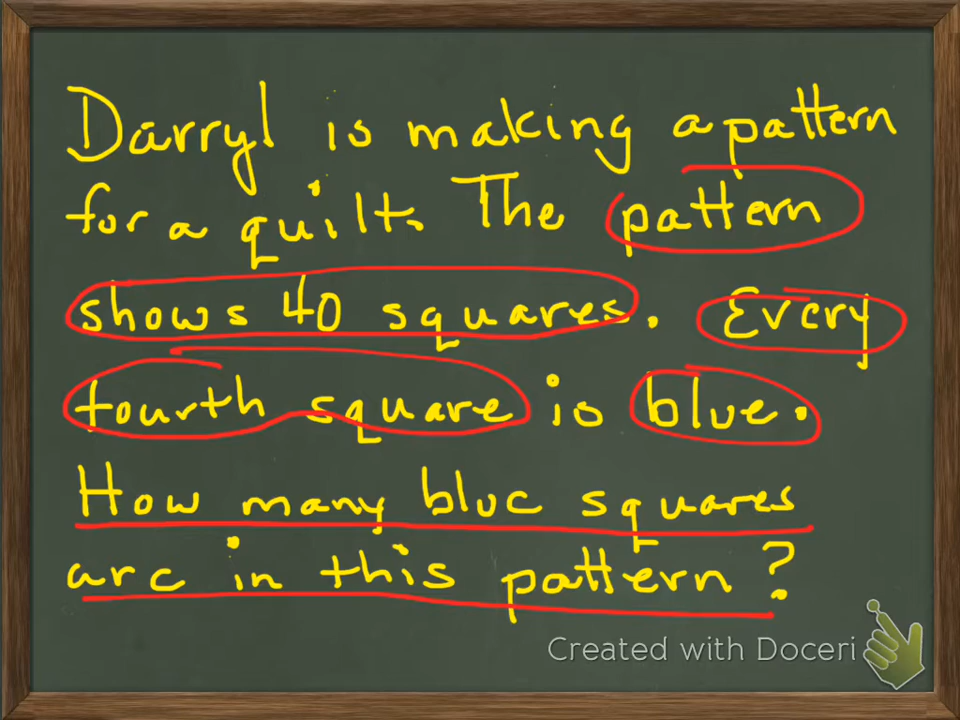 Darryl is making a pattern
for a quilt. The pattern
shows 40 squares. Every
fourth square is blue.
How many blue squares
are in this pattern?
Created with Doceri